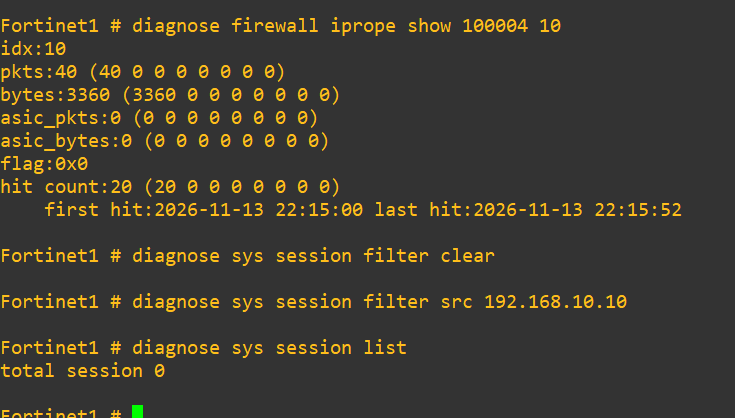 Fortinet1 # diagnose firewall iprope show 100004 10
idx:10
pkts:40 (40 0 0 0 0 0 0 0)
bytes:3360 (3360 0 0 0 0 0 0 0)
asic_pkts:0 (0 0 0 0 0 0 0 0)
asic_bytes:0 (0 0 0 0 0 0 0 0)
flag:0x0
hit count:20 (20 0 0 0 0 0 0 0)
    first hit:2026-11-13 22:15:00 last hit:2026-11-13 22:15:52
Fortinet1 # diagnose sys session filter clear
Fortinet1 # diagnose sys session filter src 192.168.10.10
Fortinet1 # diagnose sys session list
total session 0
Fortinet1 #